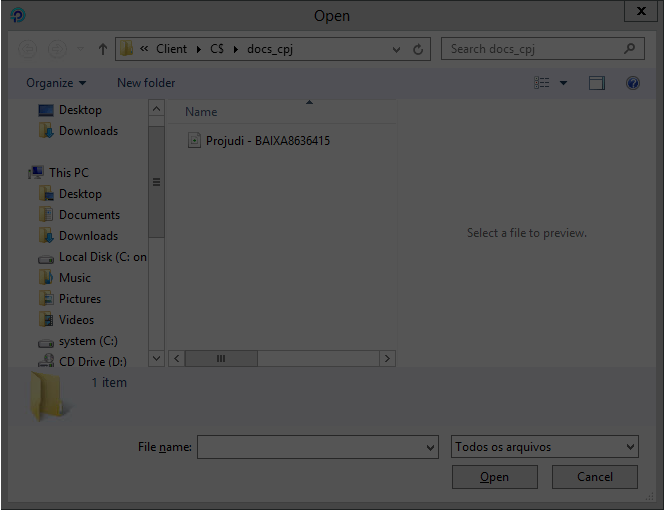 Open
x
« Client ▸ C$ ▸ docs_cpj
Search docs_cpj
Organize
New folder
Desktop
Downloads
This PC
Desktop
Documents
Downloads
Local Disk (C: on
Music
Pictures
Videos
system (C:)
CD Drive (D:)
Name
Projudi - BAIXA8636415
Select a file to preview.
1 item
File name:
Todos os arquivos
Open
Cancel